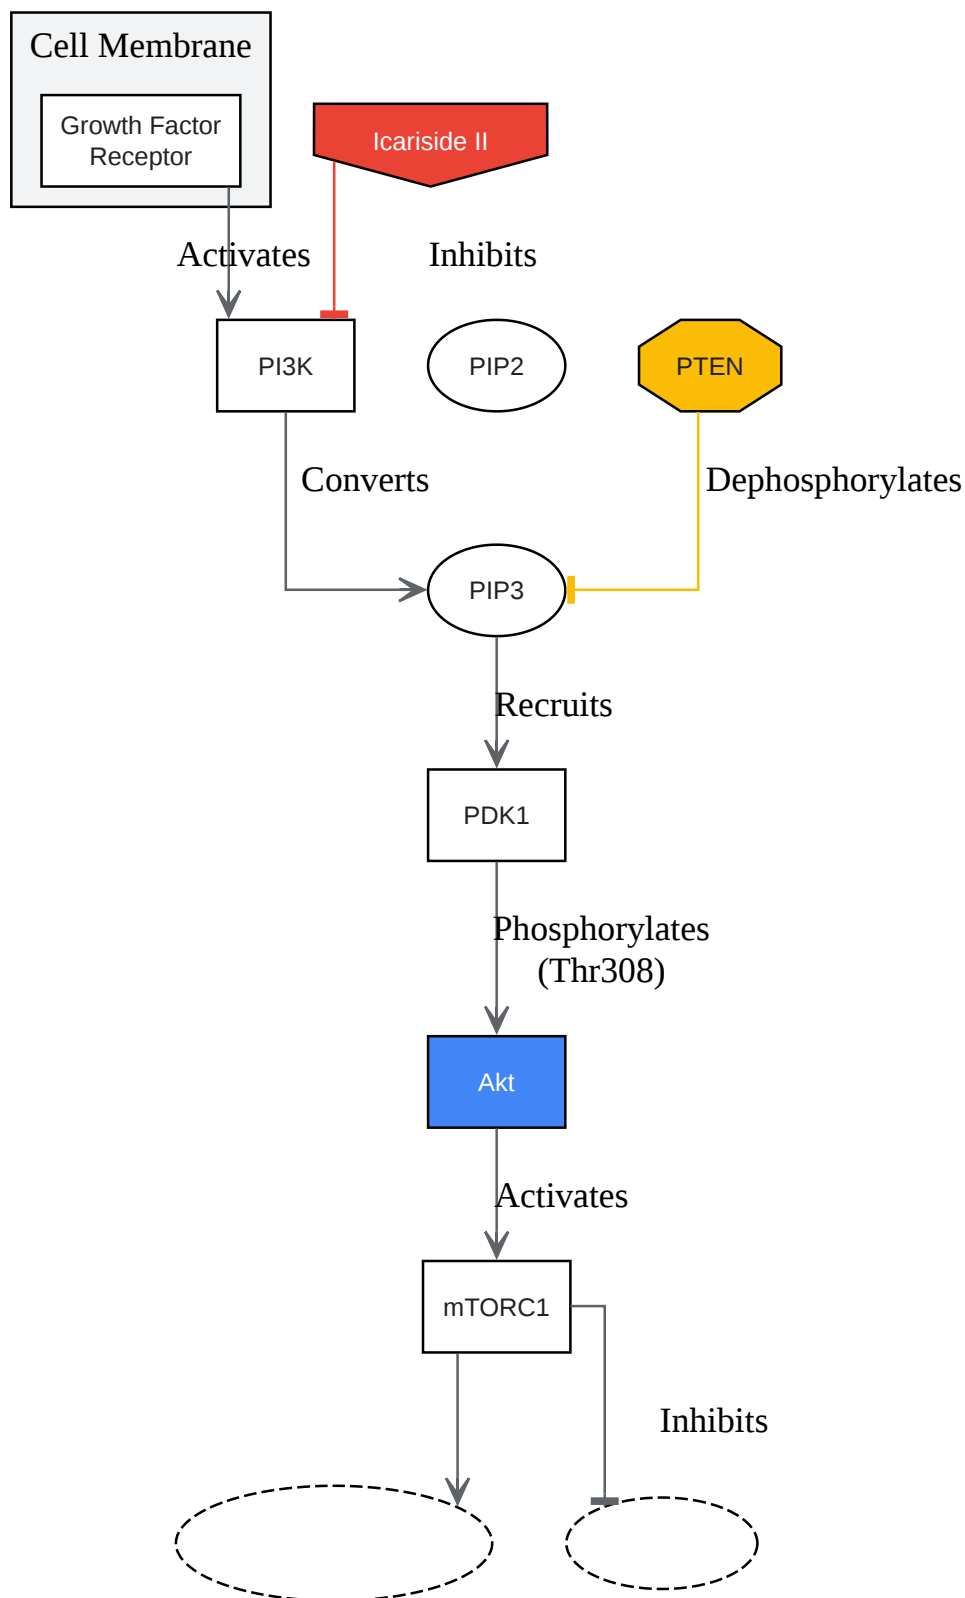 Cell Membrane
Growth Factor
Receptor
Icariside II
Activates
Inhibits
PI3K
PIP2
PTEN
Converts
Dephosphorylates
PIP3
Recruits
PDK1
Phosphorylates
(Thr308)
Akt
Activates
mTORC1
Inhibits